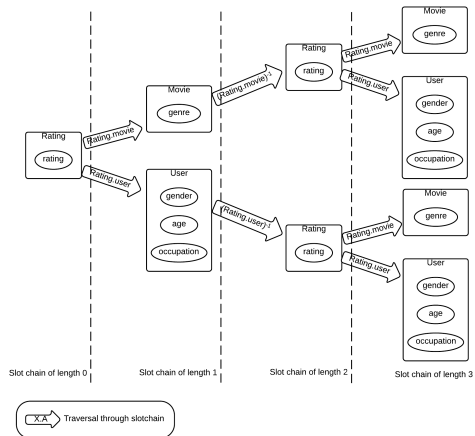 Movie
genre
Rating.movie
Rating
rating
Rating.user
User
gender
age
occupation
(Rating.movie)-1
Movie
genre
Rating.movie
Rating
rating
Rating.user
User
gender
age
occupation
(Rating.user)-1
Rating
rating
Rating.movie
Movie
genre
Rating.user
User
gender
age
occupation
Slot chain of length 0
Slot chain of length 1
Slot chain of length 2
Slot chain of length 3
X.A Traversal through slotchain